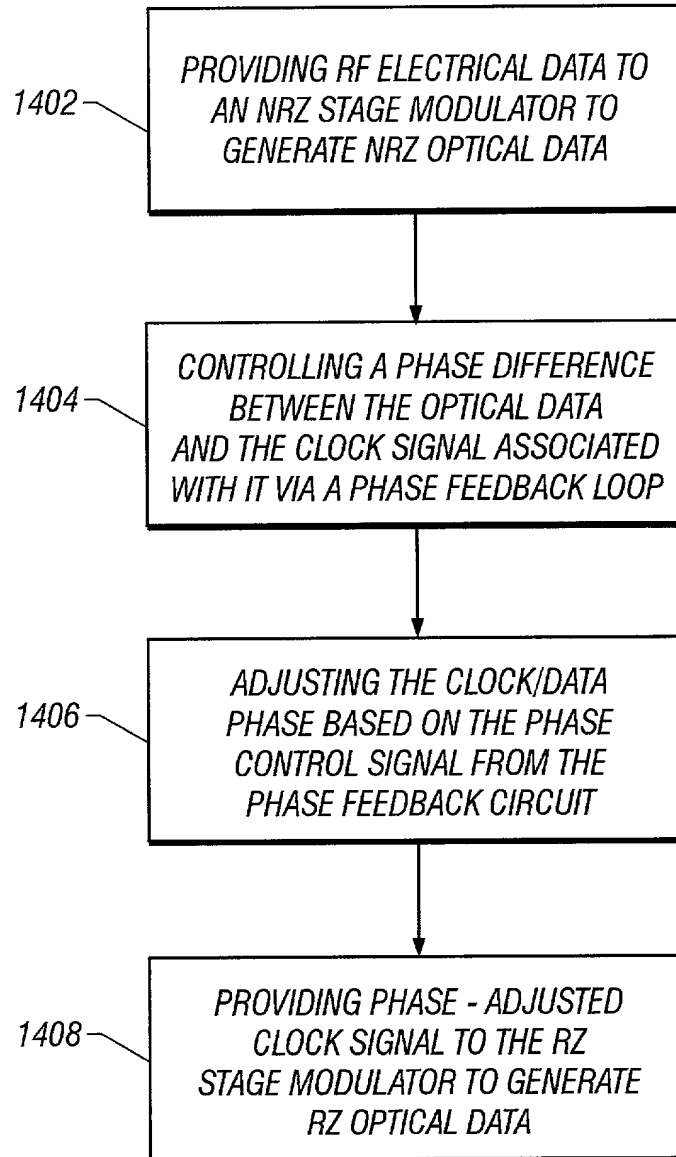 1402
PROVIDING RF ELECTRICAL DATA TO
AN NRZ STAGE MODULATOR TO
GENERATE NRZ OPTICAL DATA
1404
CONTROLLING A PHASE DIFFERENCE
BETWEEN THE OPTICAL DATA
AND THE CLOCK SIGNAL ASSOCIATED
WITH IT VIA A PHASE FEEDBACK LOOP
1406
ADJUSTING THE CLOCK/DATA
PHASE BASED ON THE PHASE
CONTROL SIGNAL FROM THE
PHASE FEEDBACK CIRCUIT
1408
PROVIDING PHASE - ADJUSTED
CLOCK SIGNAL TO THE RZ
STAGE MODULATOR TO GENERATE
RZ OPTICAL DATA